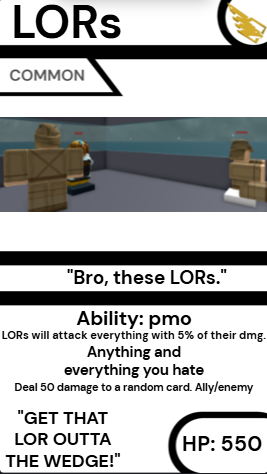 LORs
COMMON
"Bro, these LORs."
Ability: pmo
LORs will attack everything with 5% of their dmg.
Anything and
everything you hate
Deal 50 damage to a random card. Ally/enemy
"GET THAT
LOR OUTTA
THE WEDGE!"
HP: 550